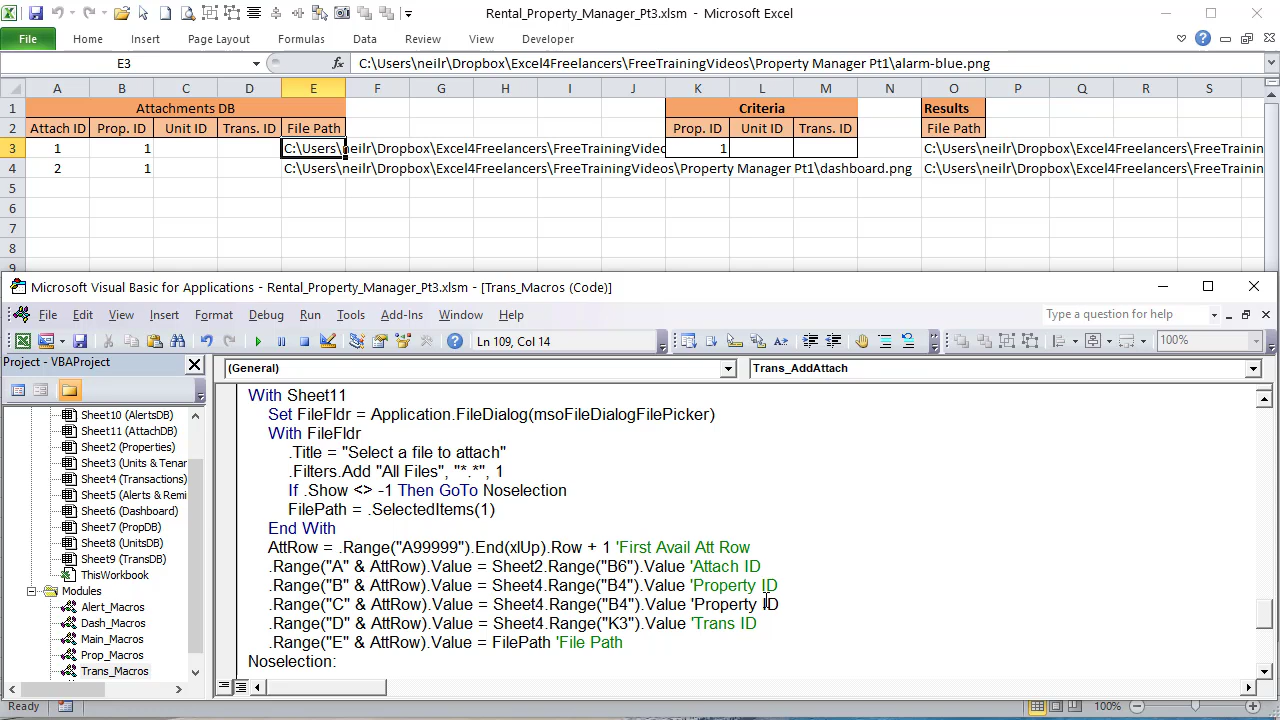 Rental_Property_Manager_Pt3.xlsm - Microsoft Excel
File Home Insert Page Layout Formulas Data Review View Developer
E3 fx C:\Users\neilr\Dropbox\Excel4Freelancers\FreeTrainingVideos\Property Manager Pt1\alarm-blue.png
A B C D E F G H I J K L M N O P Q R S
1 Attachments DB Criteria Results
2 Attach ID Prop. ID Unit ID Trans. ID File Path Prop. ID Unit ID Trans. ID File Path
3 1 1 C:\Users\neilr\Dropbox\Excel4Freelancers\FreeTrainingVideo 1 C:\Users\neilr\Dropbox\Excel4Freelancers\FreeTrainin
4 2 1 C:\Users\neilr\Dropbox\Excel4Freelancers\FreeTrainingVideos\Property Manager Pt1\dashboard.png C:\Users\neilr\Dropbox\Excel4Freelancers\FreeTrainin
5
6
7
8
9
Microsoft Visual Basic for Applications - Rental_Property_Manager_Pt3.xlsm - [Trans_Macros (Code)]
File Edit View Insert Format Debug Run Tools Add-Ins Window Help Type a question for help
Ln 109, Col 14 100%
Project - VBAProject
(General) Trans_AddAttach
Sheet10 (AlertsDB)
Sheet11 (AttachDB)
Sheet2 (Properties)
Sheet3 (Units & Tenar
Sheet4 (Transactions)
Sheet5 (Alerts & Remi
Sheet6 (Dashboard)
Sheet7 (PropDB)
Sheet8 (UnitsDB)
Sheet9 (TransDB)
ThisWorkbook
Modules
Alert_Macros
Dash_Macros
Main_Macros
Prop_Macros
Trans_Macros
With Sheet11
Set FileFldr = Application.FileDialog(msoFileDialogFilePicker)
With FileFldr
.Title = "Select a file to attach"
.Filters.Add "All Files", "*.*", 1
If .Show <> -1 Then GoTo Noselection
FilePath = .SelectedItems(1)
End With
AttRow = .Range("A99999").End(xlUp).Row + 1 'First Avail Att Row
.Range("A" & AttRow).Value = Sheet2.Range("B6").Value 'Attach ID
.Range("B" & AttRow).Value = Sheet4.Range("B4").Value 'Property ID
.Range("C" & AttRow).Value = Sheet4.Range("B4").Value 'Property ID
.Range("D" & AttRow).Value = Sheet4.Range("K3").Value 'Trans ID
.Range("E" & AttRow).Value = FilePath 'File Path
Noselection:
Ready 100%